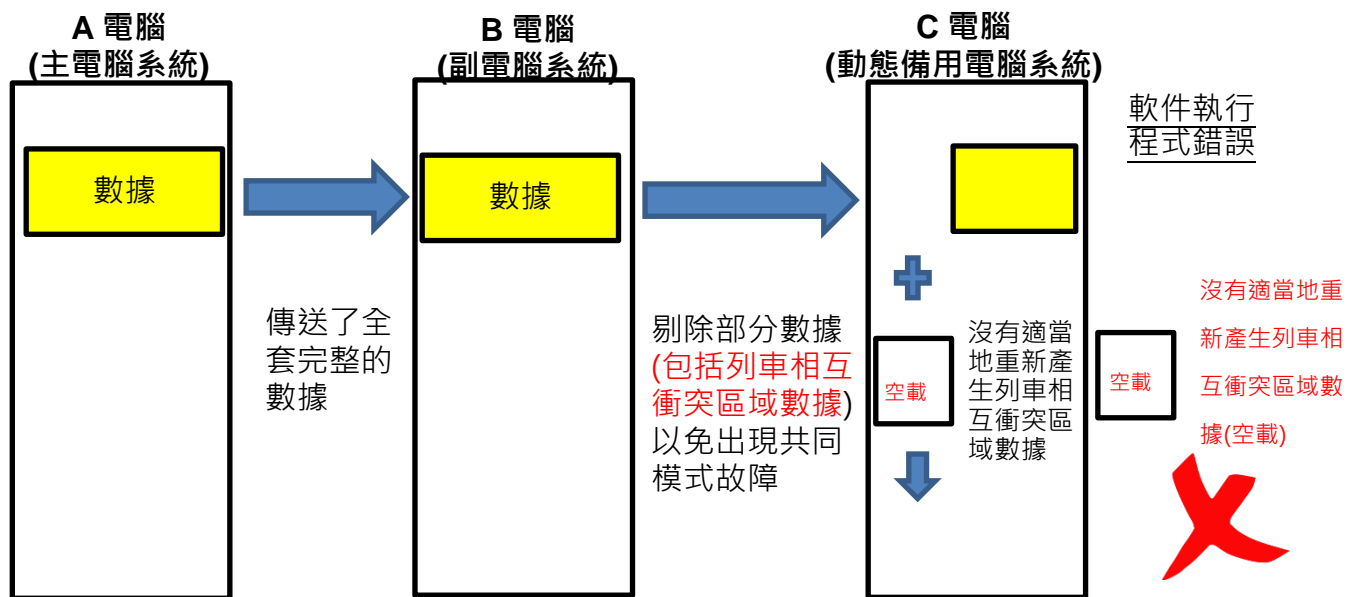 A 電腦
(主電腦系統)
數據
傳送了全
套完整的
數據
B 電腦
(副電腦系統)
數據
剔除部分數據
(包括列車相互
衝突區域數據)
以免出現共同
模式故障
C 電腦
(動態備用電腦系統)
空載
沒有適當
地重新產
生列車相
互衝突區
域數據
軟件執行
程式錯誤
空載
沒有適當地重
新產生列車相
互衝突區域數
據(空載)